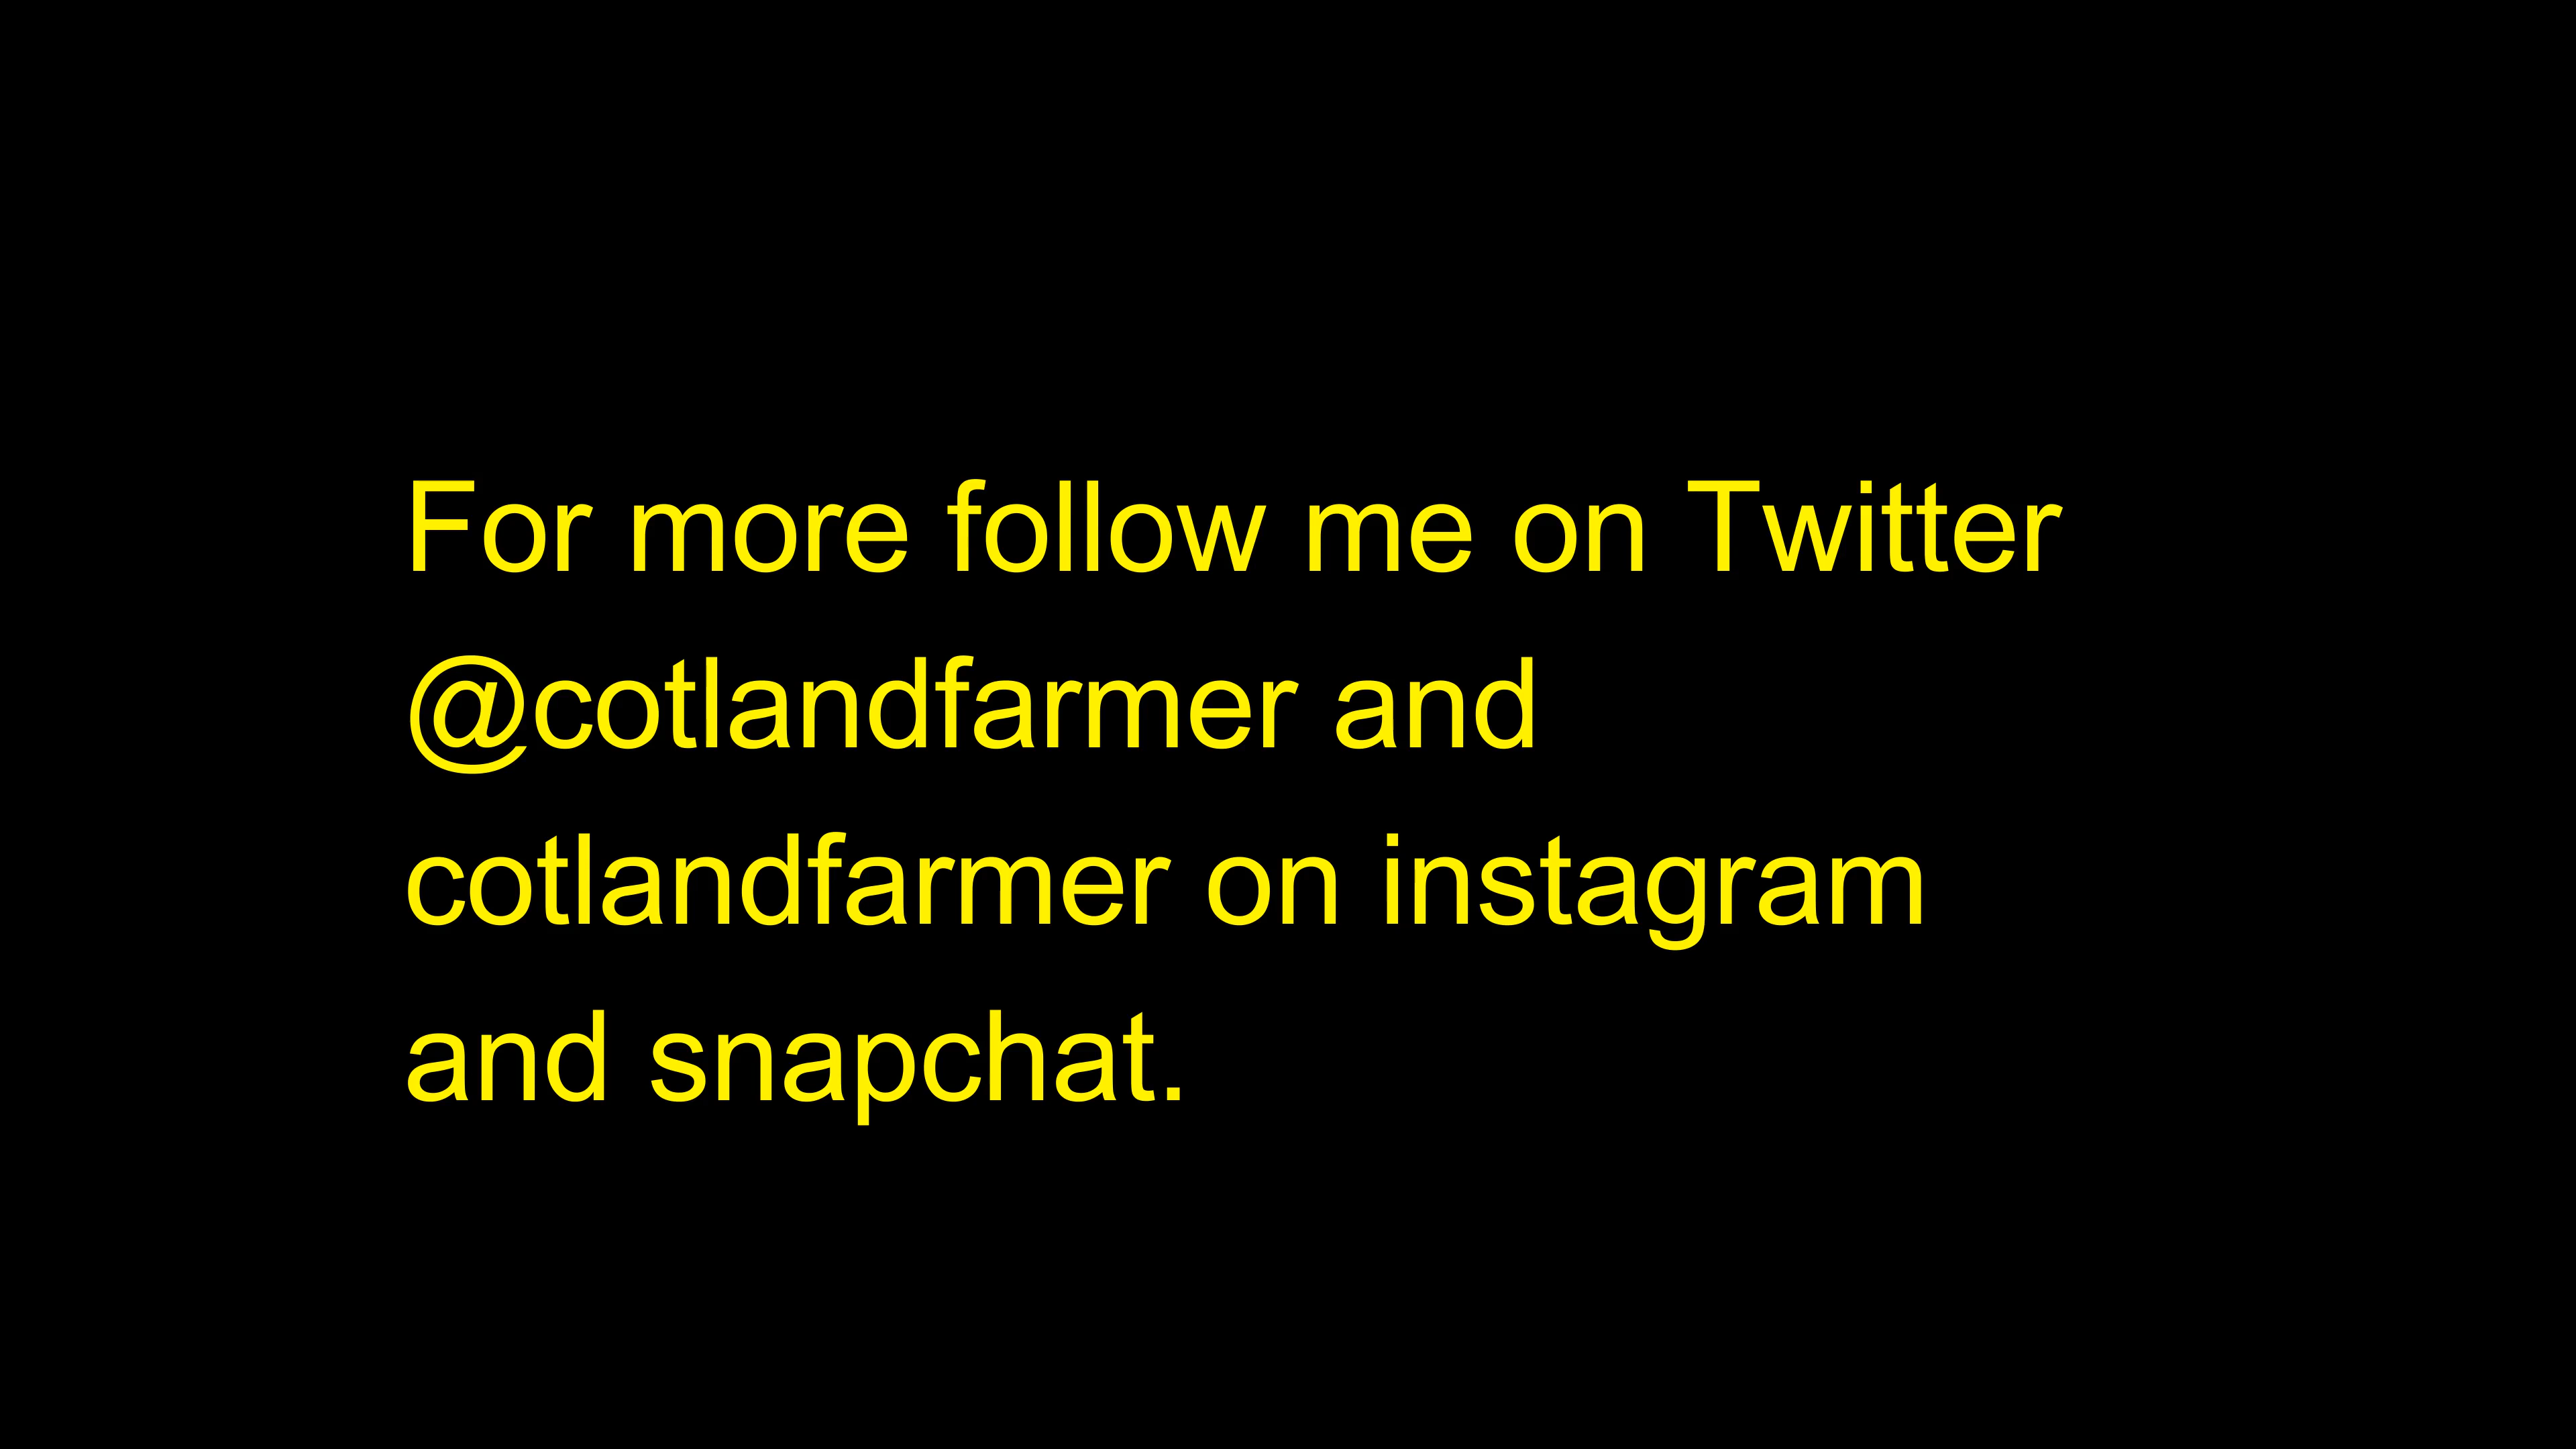 For more follow me on Twitter
@cotlandfarmer and
cotlandfarmer on instagram
and snapchat.